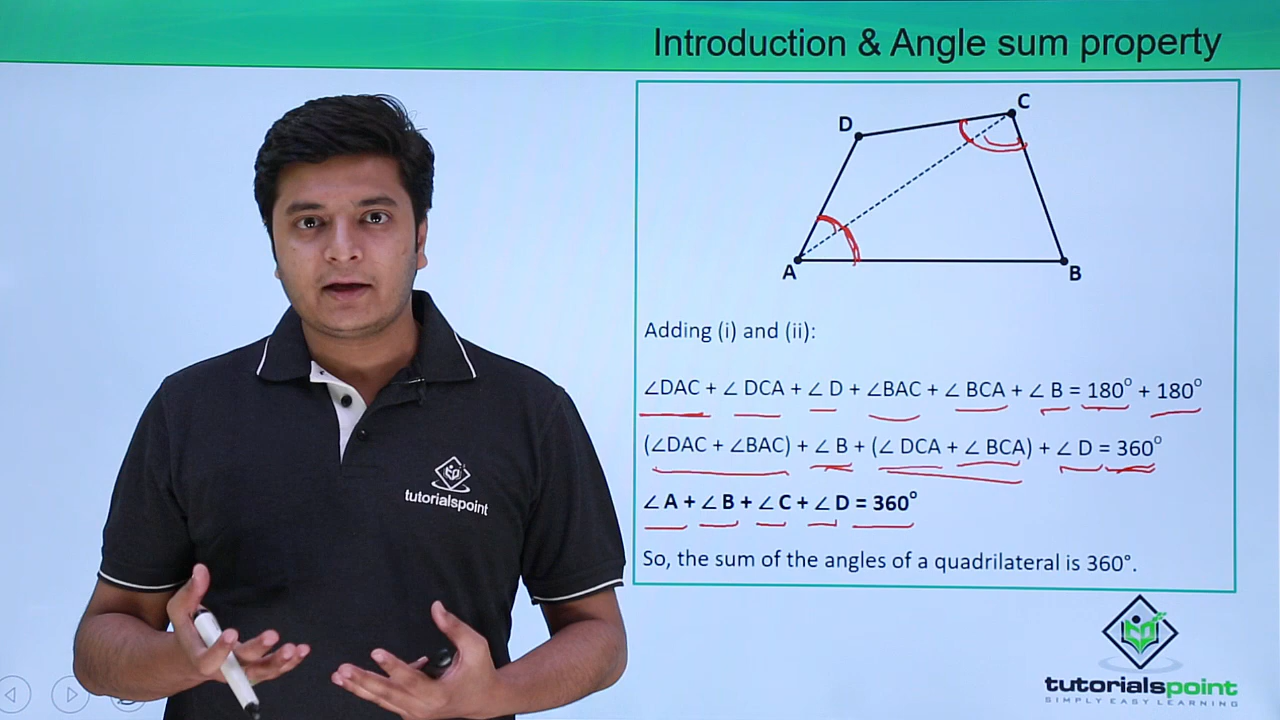 Introduction & Angle sum property
D
C
A
B
Adding (i) and (ii):
∠DAC + ∠ DCA + ∠ D + ∠BAC + ∠ BCA + ∠ B = 180° + 180°
(∠DAC + ∠BAC) + ∠ B + (∠ DCA + ∠ BCA) + ∠ D = 360°
∠ A + ∠ B + ∠ C + ∠ D = 360°
So, the sum of the angles of a quadrilateral is 360°.
tutorialspoint
tutorialspoint
SIMPLY EASY LEARNING